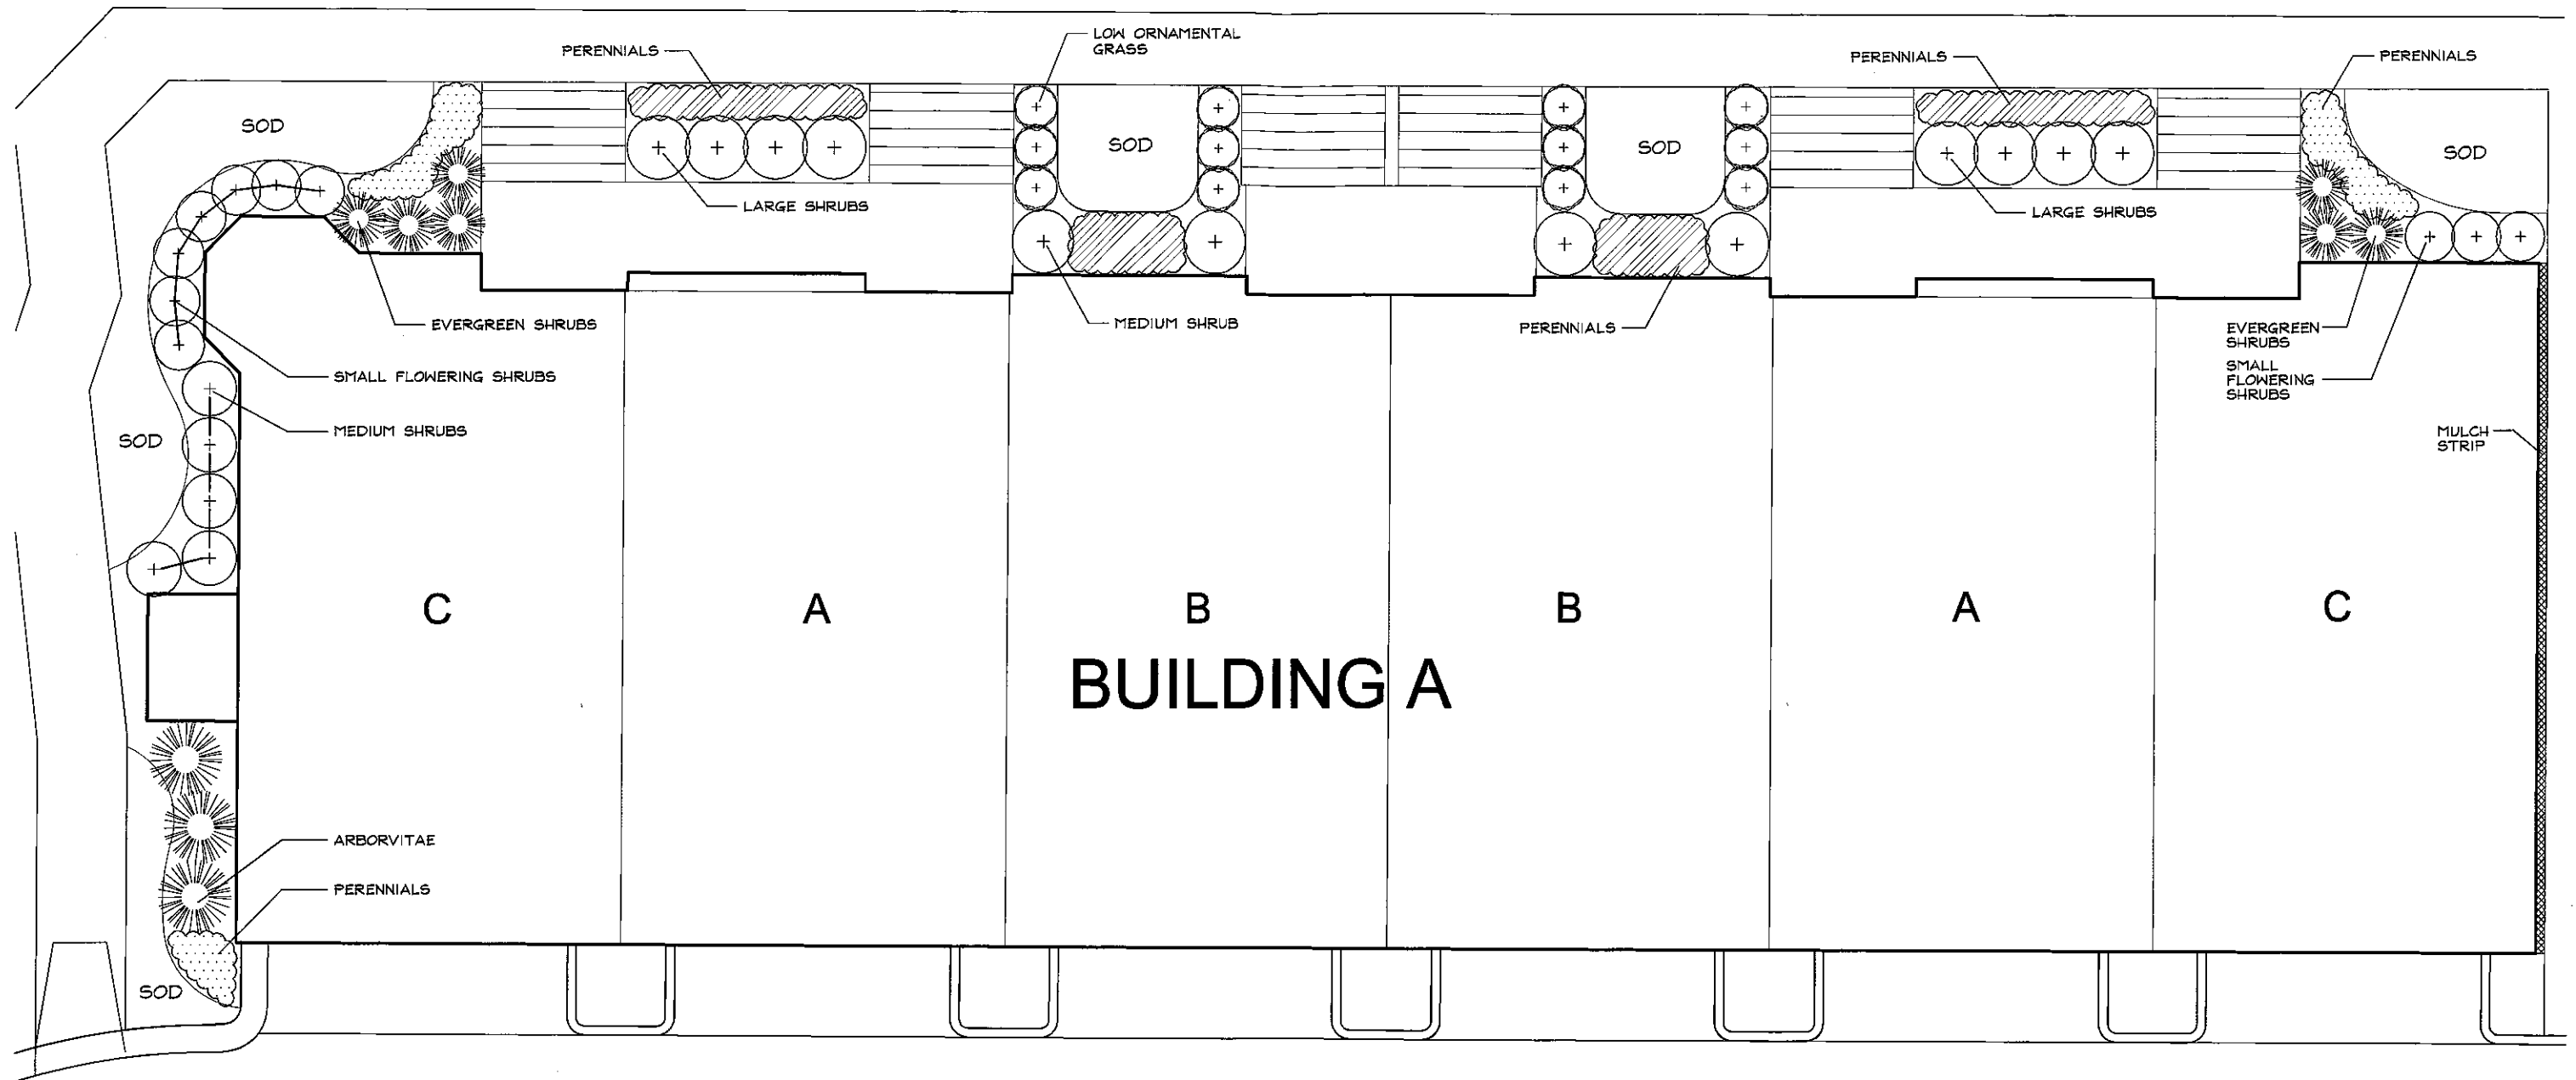 LOW ORNAMENTAL
GRASS
PERENNIALS
PERENNIALS
PERENNIALS
SOD
SOD
SOD
SOD
LARGE SHRUBS
LARGE SHRUBS
EVERGREEN SHRUBS
MEDIUM SHRUB
PERENNIALS
EVERGREEN
SHRUBS
SMALL FLOWERING SHRUBS
SMALL
FLOWERING
SHRUBS
MEDIUM SHRUBS
SOD
MULCH
STRIP
C
A
B
B
A
C
BUILDING A
ARBORVITAE
PERENNIALS
SOD